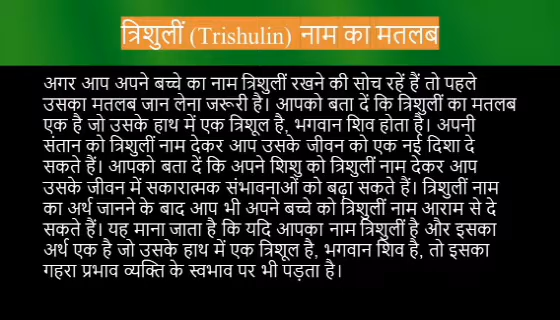 त्रिशुलीं (Trishulin) नाम का मतलब
अगर आप अपने बच्चे का नाम त्रिशुलीं रखने की सोच रहें हैं तो पहले
उसका मतलब जान लेना जरूरी है। आपको बता दें कि त्रिशुलीं का मतलब
एक है जो उसके हाथ में एक त्रिशूल है, भगवान शिव होता है। अपनी
संतान को त्रिशुलीं नाम देकर आप उसके जीवन को एक नई दिशा दे
सकते हैं। आपको बता दें कि अपने शिशु को त्रिशुलीं नाम देकर आप
उसके जीवन में सकारात्मक संभावनाओं को बढ़ा सकते हैं। त्रिशुलीं नाम
का अर्थ जानने के बाद आप भी अपने बच्चे को त्रिशुलीं नाम आराम से दे
सकते हैं। यह माना जाता है कि यदि आपका नाम त्रिशुलीं है और इसका
अर्थ एक है जो उसके हाथ में एक त्रिशूल है, भगवान शिव है, तो इसका
गहरा प्रभाव व्यक्ति के स्वभाव पर भी पड़ता है।